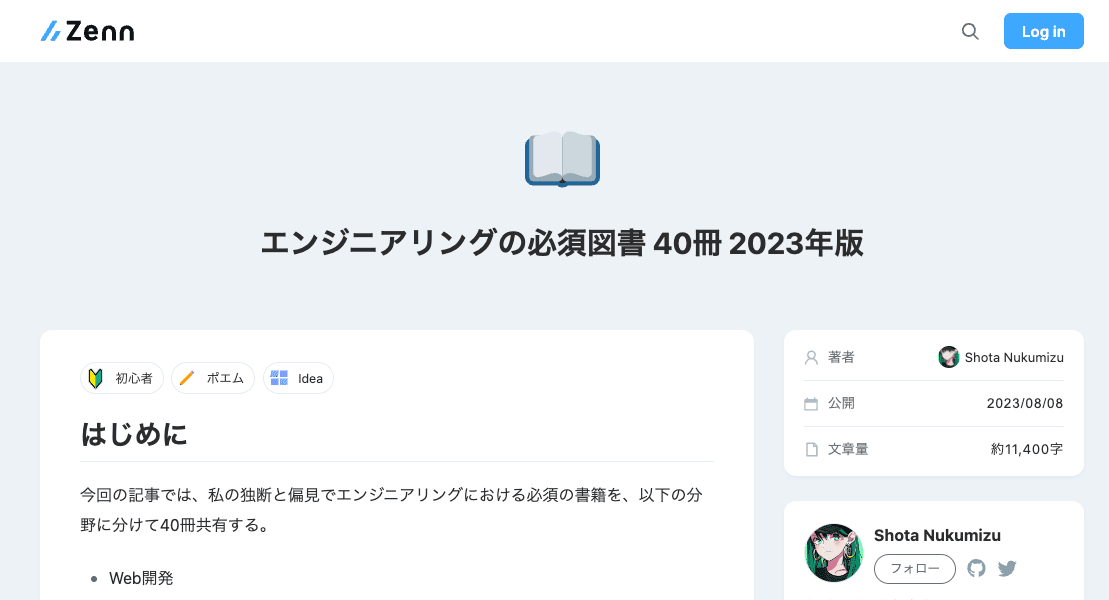 Zenn
Log in
エンジニアリングの必須図書 40冊 2023年版
初心者
ポエム
Idea
はじめに
今回の記事では、私の独断と偏見でエンジニアリングにおける必須の書籍を、以下の分
野に分けて40冊共有する。
Web開発
著者
Shota Nukumizu
公開
2023/08/08
文章量
約11,400字
Shota Nukumizu
フォロー